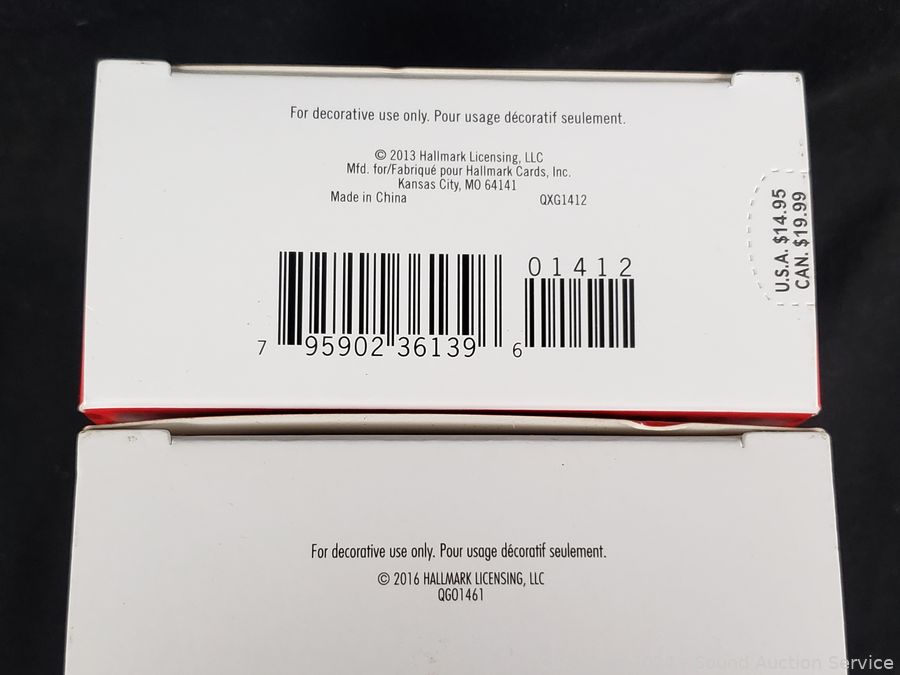 For decorative use only. Pour usage décoratif seulement.
© 2013 Hallmark Licensing, LLC
Mfd. for/Fabriqué pour Hallmark Cards, Inc.
Kansas City, MO 64141
Made in China QXG1412
U.S.A. $14.95
CAN. $19.99
01412
7 95902 36139 6
For decorative use only. Pour usage décoratif seulement.
© 2016 HALLMARK LICENSING, LLC
QGO1461
Sound Auction Service